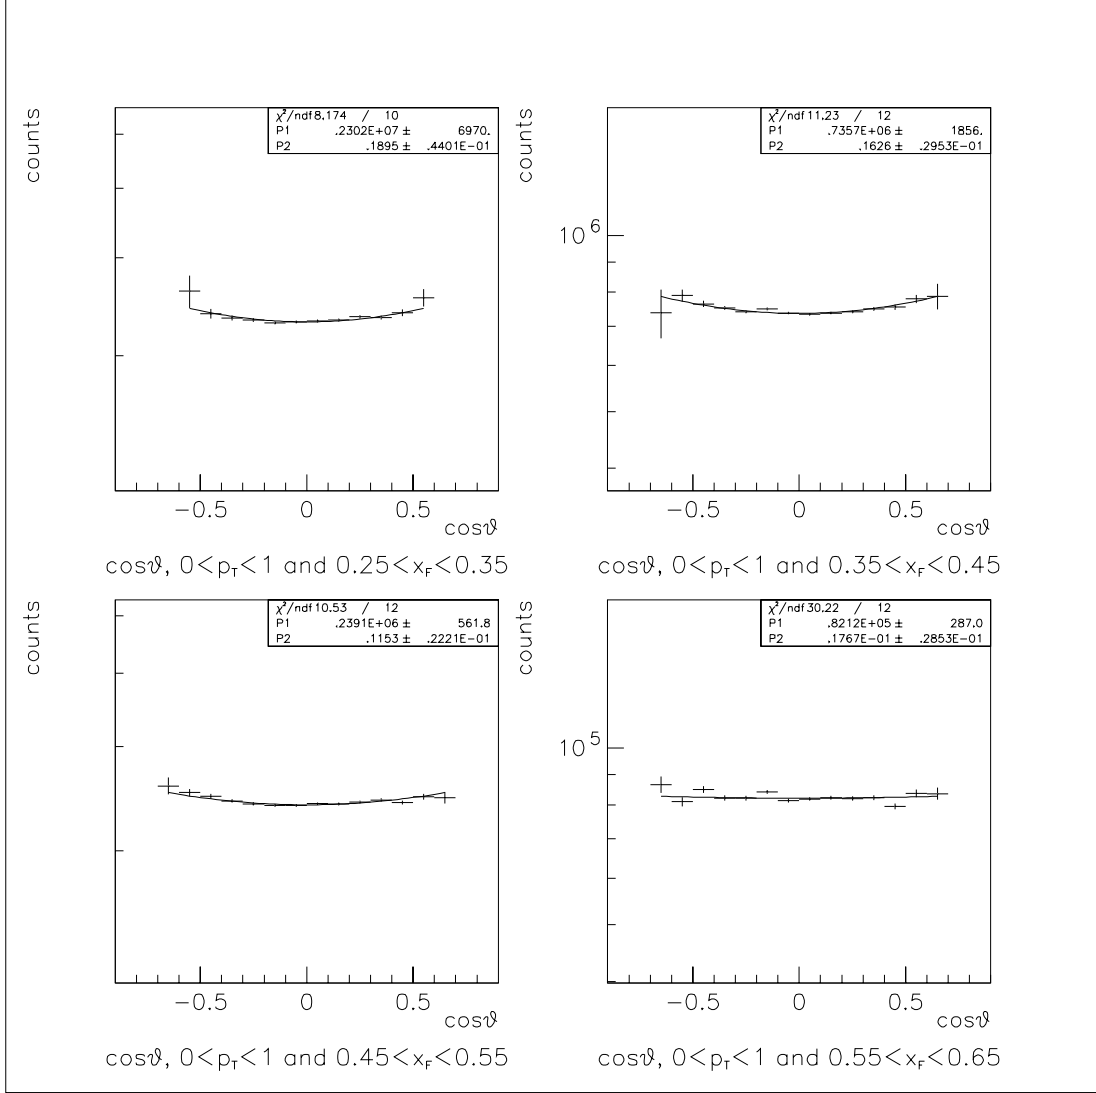 counts
χ²/ndf 8.174 / 10
P1 .2302E+07 ± 6970.
P2 .1895 ± .4401E-01
-0.5 0 0.5
cosϑ
cosϑ, 0<p_T<1 and 0.25<x_F<0.35
counts
χ²/ndf 11.23 / 12
P1 .7357E+06 ± 1856.
P2 .1626 ± .2953E-01
10⁶
-0.5 0 0.5
cosϑ
cosϑ, 0<p_T<1 and 0.35<x_F<0.45
counts
χ²/ndf 10.53 / 12
P1 .2391E+06 ± 561.8
P2 .1153 ± .2221E-01
-0.5 0 0.5
cosϑ
cosϑ, 0<p_T<1 and 0.45<x_F<0.55
counts
χ²/ndf 30.22 / 12
P1 .8212E+05 ± 287.0
P2 .1767E-01 ± .2853E-01
10⁵
-0.5 0 0.5
cosϑ
cosϑ, 0<p_T<1 and 0.55<x_F<0.65